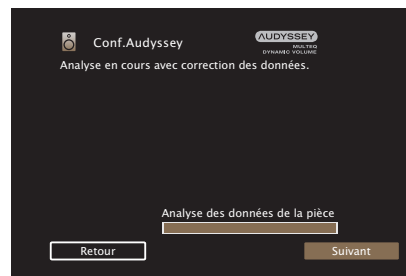 Conf.Audyssey
AUDYSSEY
MULTEQ
DYNAMIC VOLUME
Analyse en cours avec correction des données.
Analyse des données de la pièce
Retour
Suivant